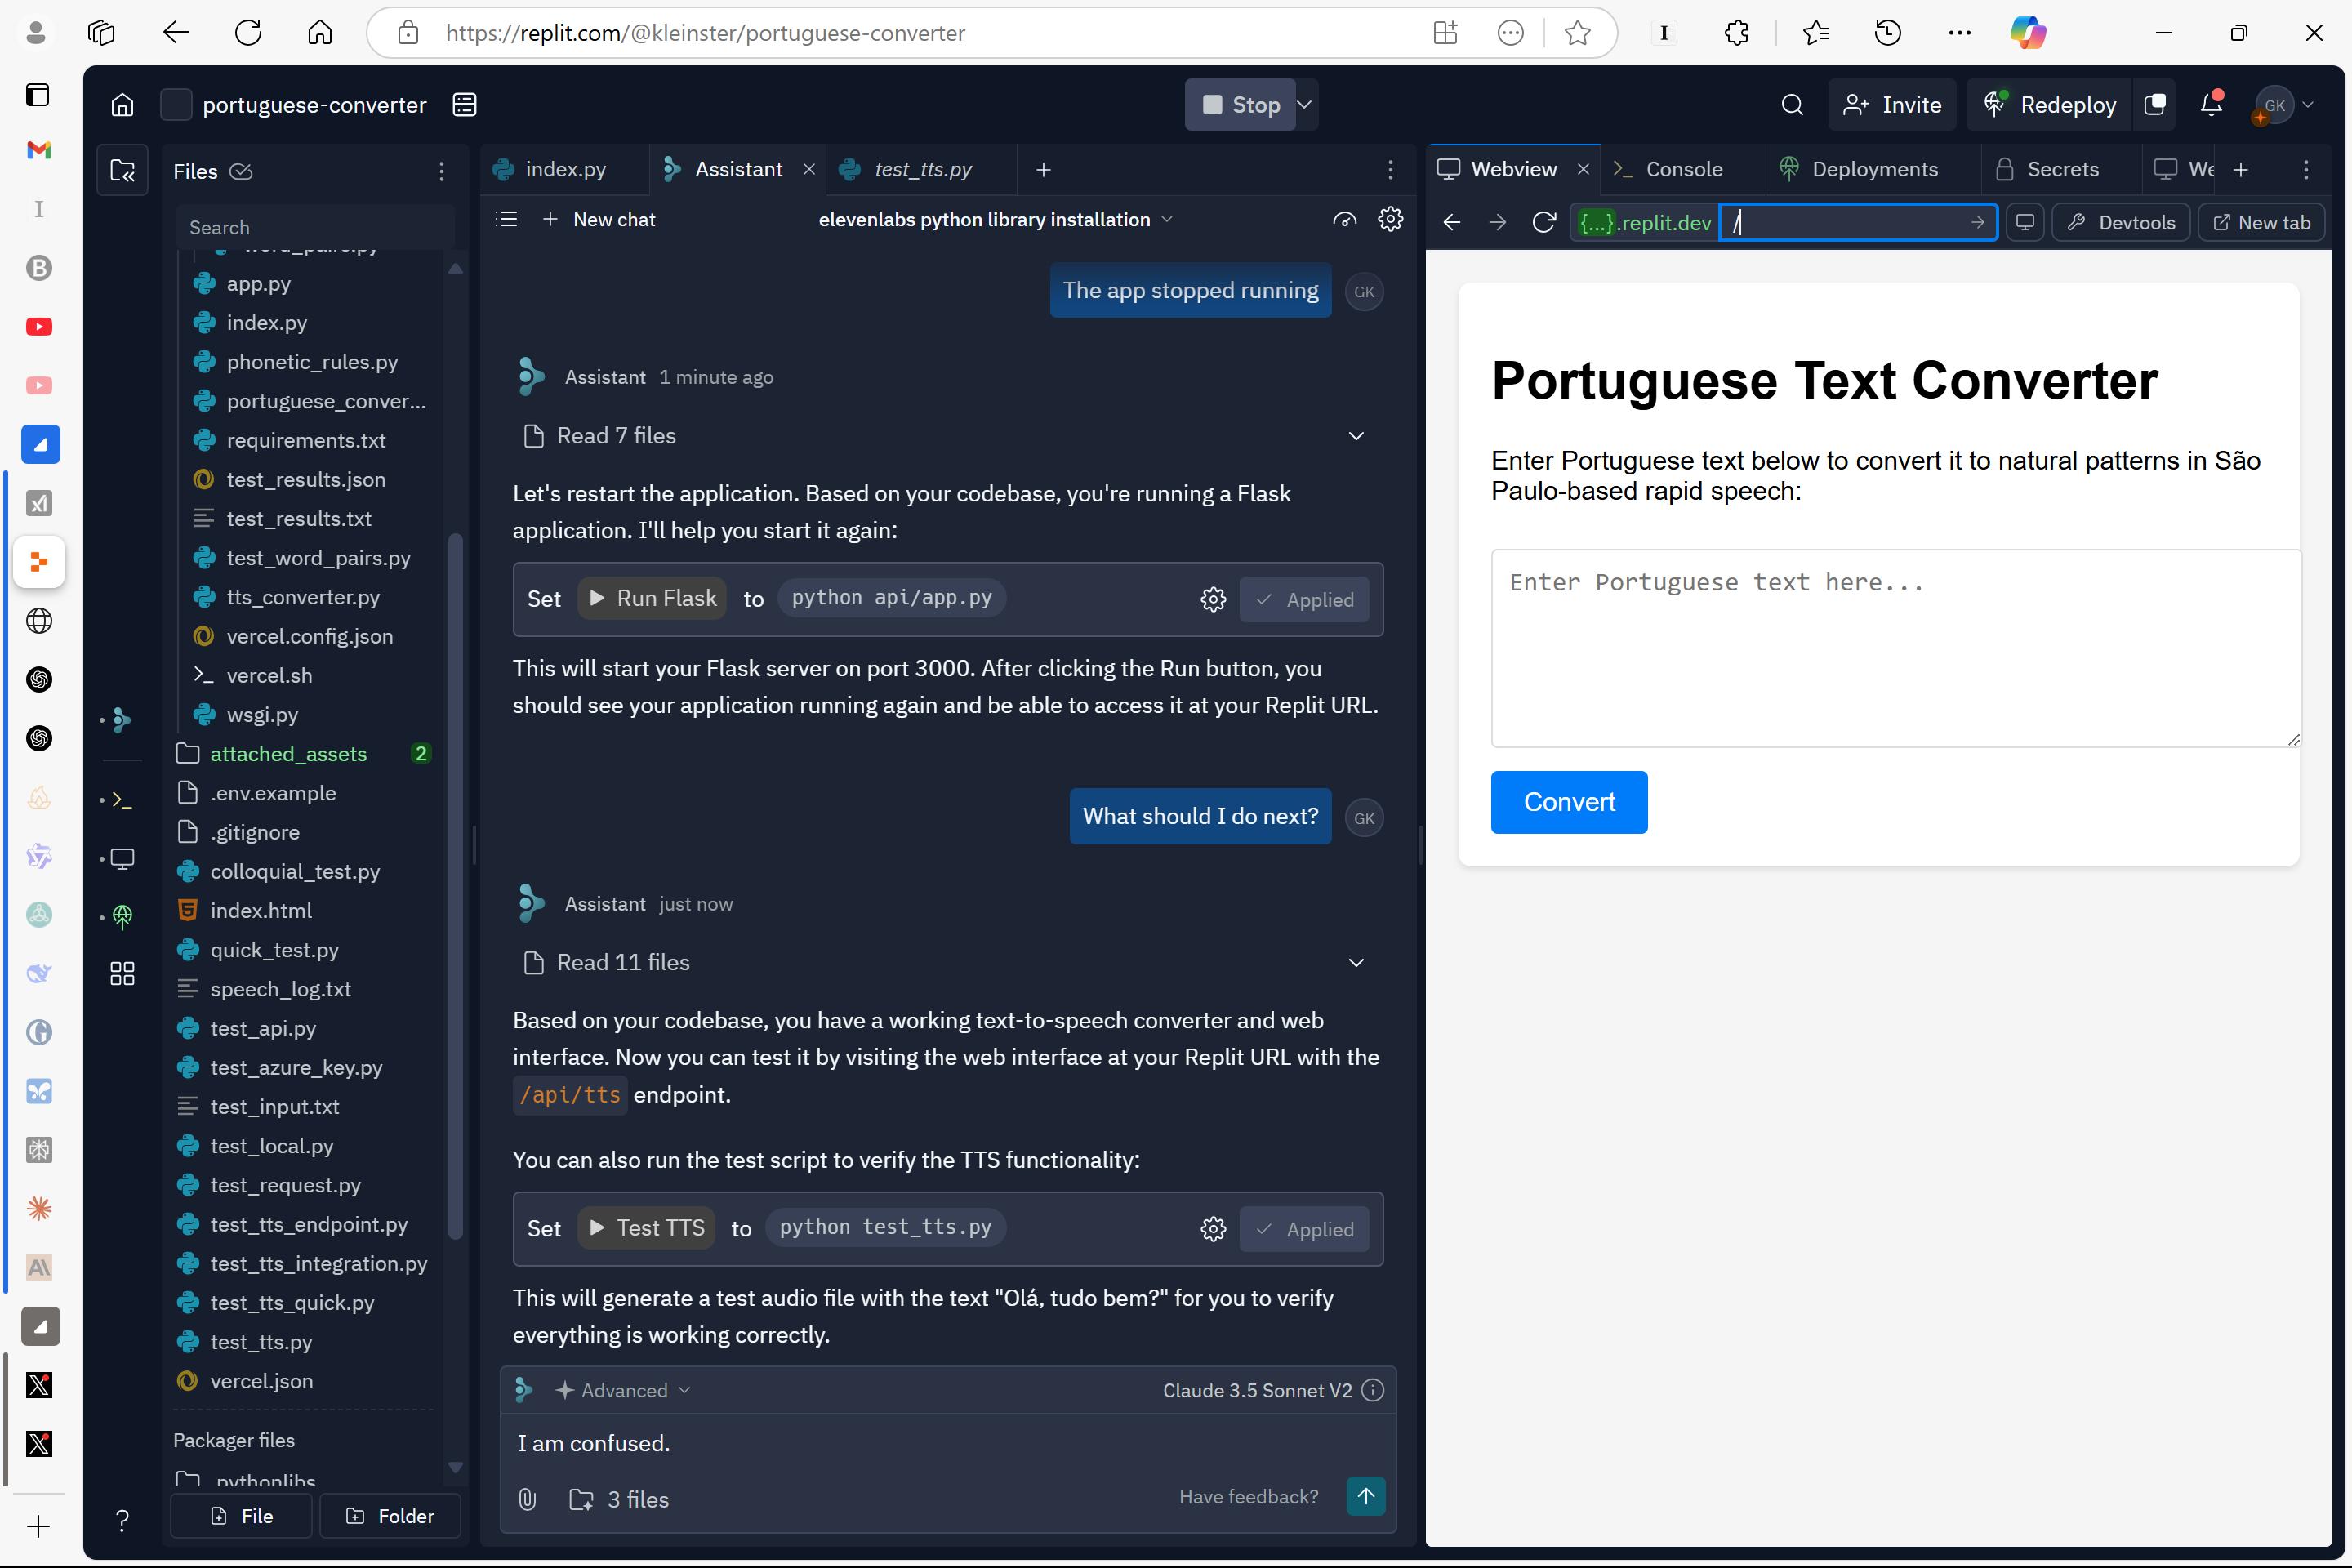 https://replit.com/@kleinster/portuguese-converter
portuguese-converter
Stop
Invite
Redeploy
GK
Files
Search
word_pairs.py
app.py
index.py
phonetic_rules.py
portuguese_conver...
requirements.txt
test_results.json
test_results.txt
test_word_pairs.py
tts_converter.py
vercel.config.json
vercel.sh
wsgi.py
attached_assets 2
.env.example
.gitignore
colloquial_test.py
index.html
quick_test.py
speech_log.txt
test_api.py
test_azure_key.py
test_input.txt
test_local.py
test_request.py
test_tts_endpoint.py
test_tts_integration.py
test_tts_quick.py
test_tts.py
vercel.json
Packager files
.pythonlibs
File
Folder
index.py
Assistant
test_tts.py
New chat
elevenlabs python library installation
The app stopped running
GK
Assistant 1 minute ago
Read 7 files
Let's restart the application. Based on your codebase, you're running a Flask
application. I'll help you start it again:
Set Run Flask to python api/app.py Applied
This will start your Flask server on port 3000. After clicking the Run button, you
should see your application running again and be able to access it at your Replit URL.
What should I do next?
GK
Assistant just now
Read 11 files
Based on your codebase, you have a working text-to-speech converter and web
interface. Now you can test it by visiting the web interface at your Replit URL with the
/api/tts endpoint.
You can also run the test script to verify the TTS functionality:
Set Test TTS to python test_tts.py Applied
This will generate a test audio file with the text "Olá, tudo bem?" for you to verify
everything is working correctly.
Advanced
Claude 3.5 Sonnet V2
I am confused.
3 files
Have feedback?
Webview
Console
Deployments
Secrets
We
{...}.replit.dev
/
Devtools
New tab
Portuguese Text Converter
Enter Portuguese text below to convert it to natural patterns in São
Paulo-based rapid speech:
Enter Portuguese text here...
Convert